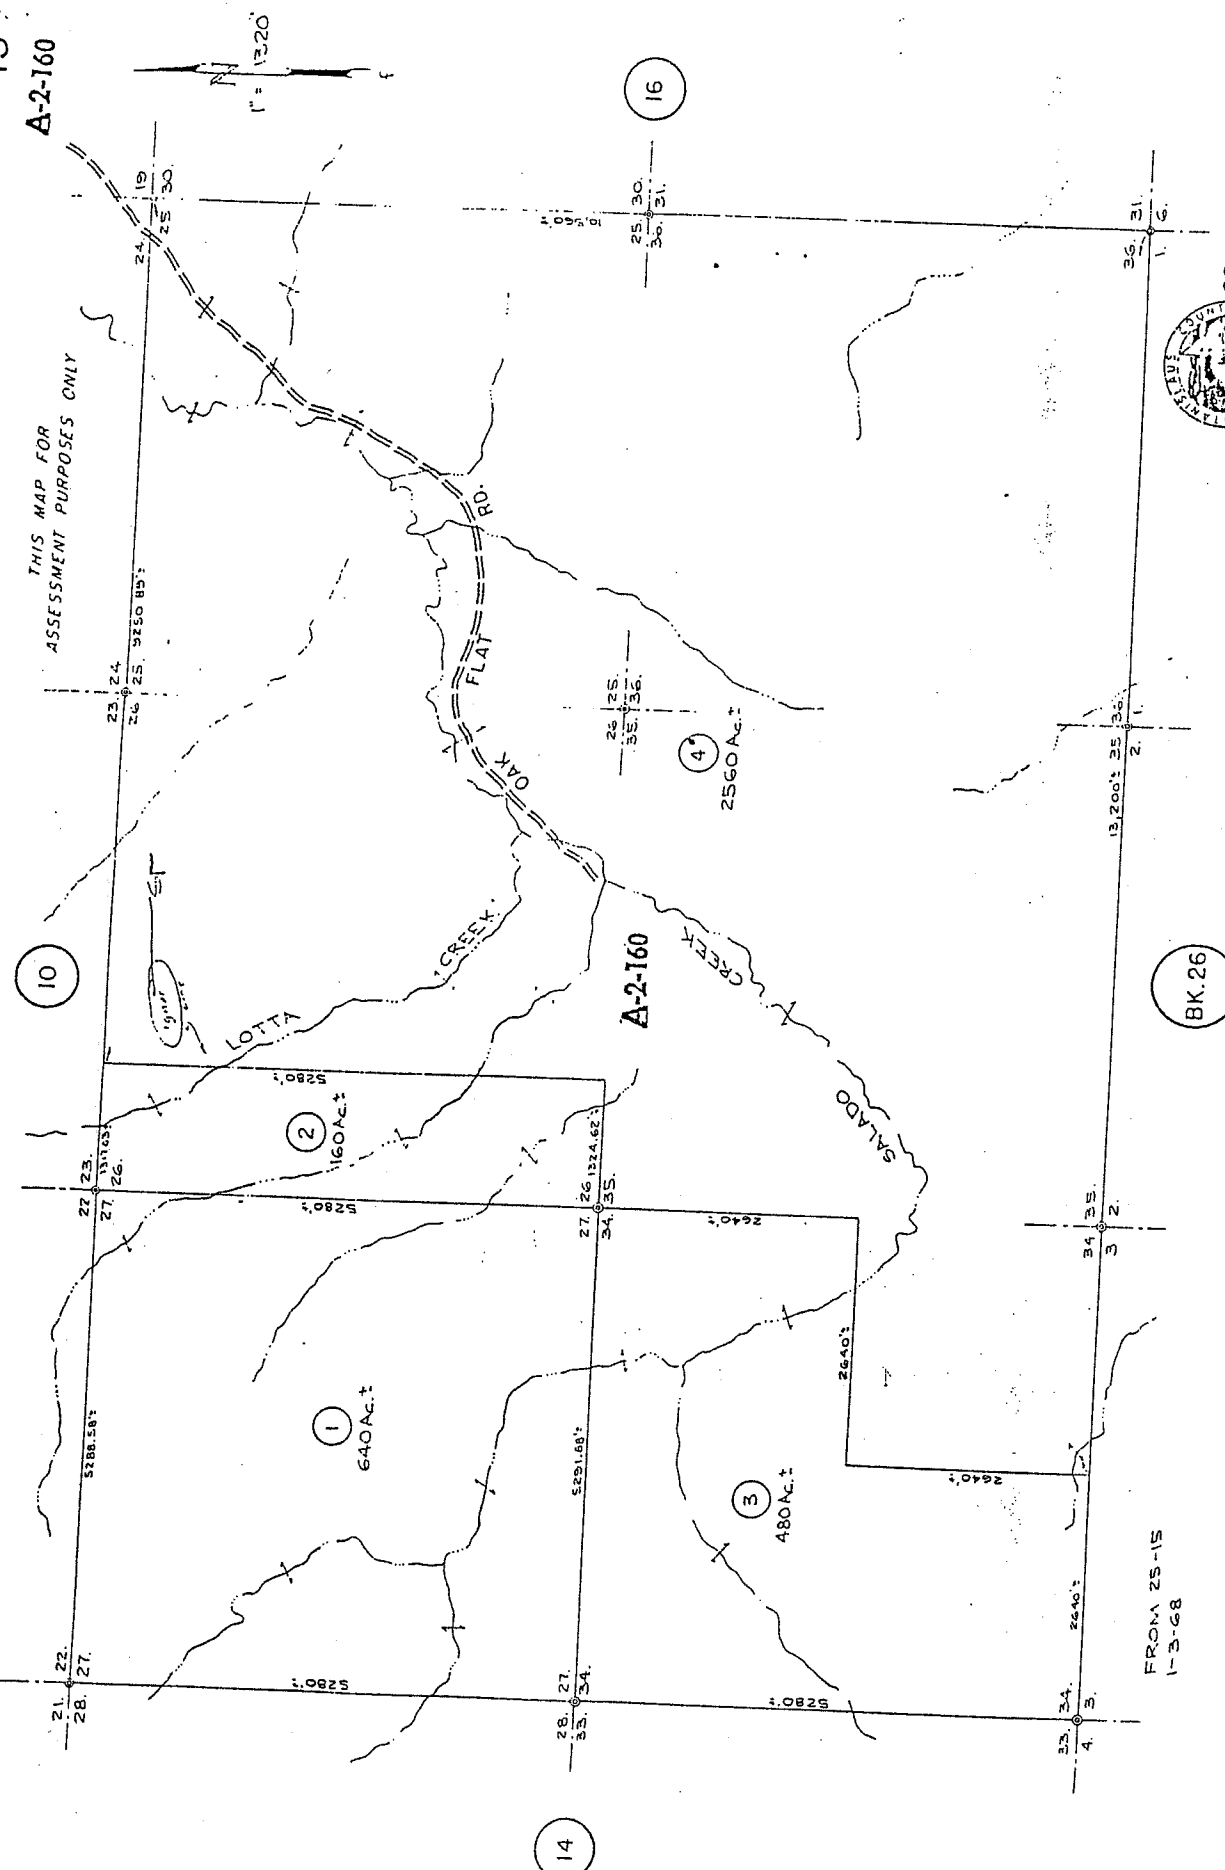 A-2-160
1" = 1320'
THIS MAP FOR
ASSESSMENT PURPOSES ONLY
10
16
14
BK. 26
21. 22.
28. 27.
22 23.
27. 26.
23. 24
26 25.
24. 19
25 30.
5288.58'±
1317.63'±
9250.89'±
5280'±
5280'±
5280'±
LOTTA
CREEK
OAK
FLAT
RD.
1
640 Ac. ±
2
160 Ac. ±
28. 27.
33. 34.
27. 26
34. 35.
26 25.
35. 36.
25. 30.
36. 31.
5291.68'±
1324.62'±
10,560'±
A-2-160
4
2560 Ac. ±
3
480 Ac. ±
2640'±
2640'±
2640'±
5280'±
SALADO
CREEK
33. 34.
4. 3.
34 35.
3 2.
35 36.
2. 1.
36. 31.
1. 6.
2640'±
13,200'±
FROM 25-15
1-3-68